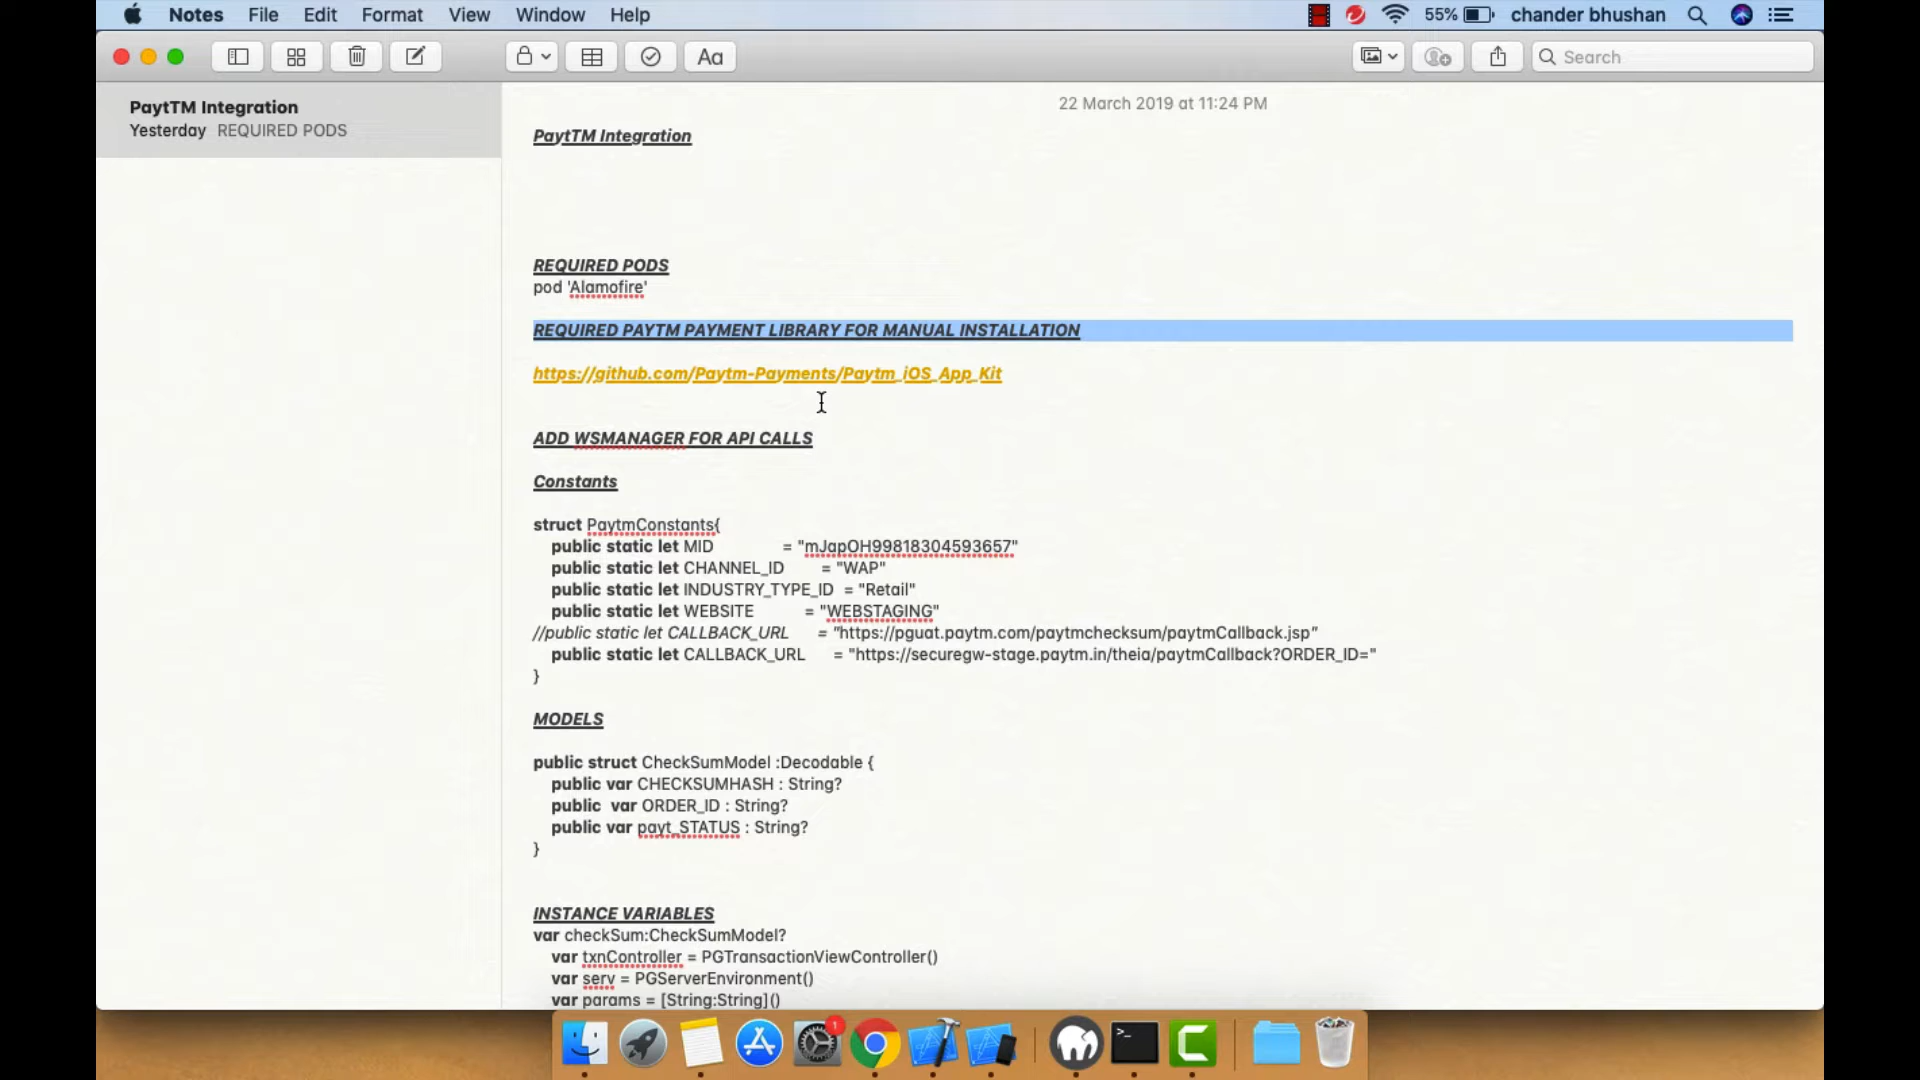 Notes File Edit Format View Window Help 55% chander bhushan
Aa Search
PaytTM Integration
Yesterday REQUIRED PODS
22 March 2019 at 11:24 PM
PaytTM Integration
REQUIRED PODS
pod 'Alamofire'
REQUIRED PAYTM PAYMENT LIBRARY FOR MANUAL INSTALLATION
https://github.com/Paytm-Payments/Paytm_iOS_App_Kit
ADD WSMANAGER FOR API CALLS
Constants
struct PaytmConstants{
public static let MID = "mJapOH99818304593657"
public static let CHANNEL_ID = "WAP"
public static let INDUSTRY_TYPE_ID = "Retail"
public static let WEBSITE = "WEBSTAGING"
//public static let CALLBACK_URL = "https://pguat.paytm.com/paytmchecksum/paytmCallback.jsp"
public static let CALLBACK_URL = "https://securegw-stage.paytm.in/theia/paytmCallback?ORDER_ID="
}
MODELS
public struct CheckSumModel :Decodable {
public var CHECKSUMHASH : String?
public var ORDER_ID : String?
public var payt_STATUS : String?
}
INSTANCE VARIABLES
var checkSum:CheckSumModel?
var txnController = PGTransactionViewController()
var serv = PGServerEnvironment()
var params = [String:String]()
1